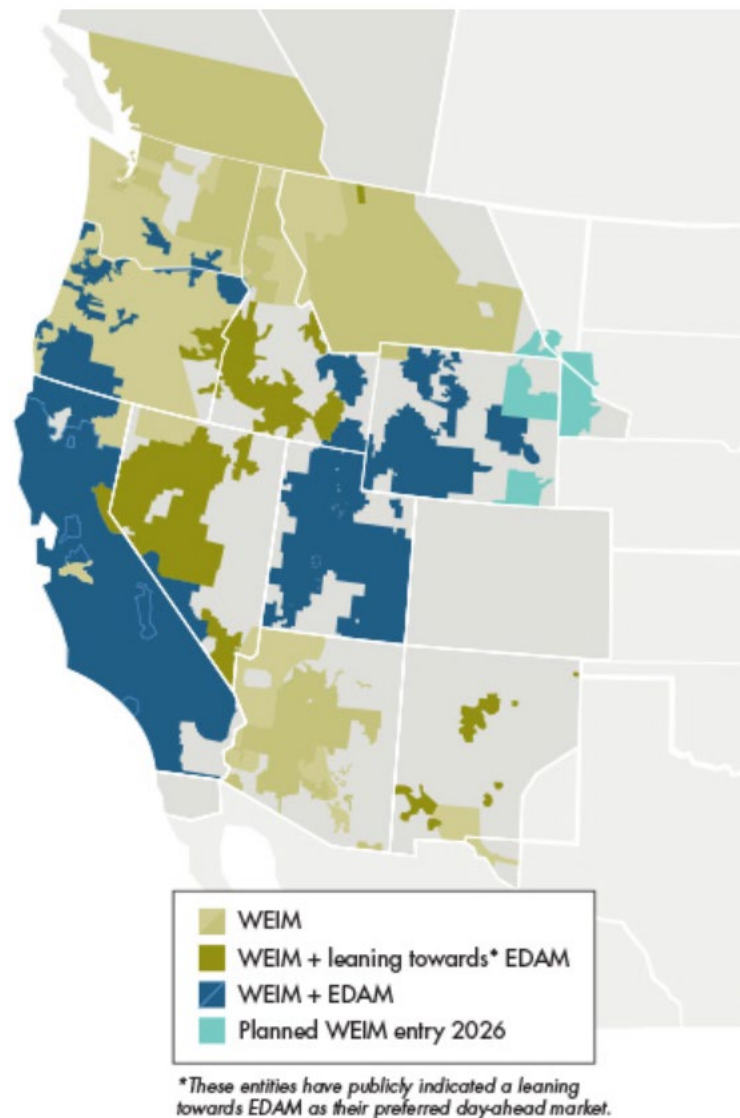 WEIM
WEIM + leaning towards* EDAM
WEIM + EDAM
Planned WEIM entry 2026
*These entities have publicly indicated a leaning
towards EDAM as their preferred day-ahead market.